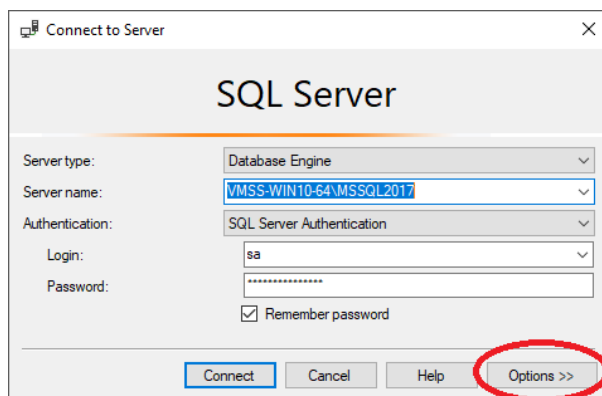 Connect to Server
SQL Server
Server type: Database Engine
Server name: VMSS-WIN10-64\MSSQL2017
Authentication: SQL Server Authentication
Login: sa
Password: ***************
Remember password
Connect Cancel Help Options >>